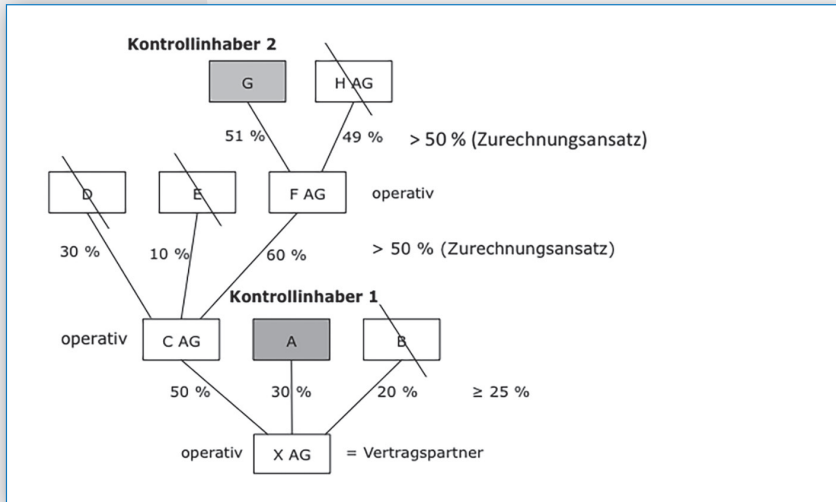 Kontrollinhaber 2
G H AG
51 % 49 % > 50 % (Zurechnungsansatz)
D E F AG operativ
30 % 10 % 60 % > 50 % (Zurechnungsansatz)
Kontrollinhaber 1
operativ C AG A B
50 % 30 % 20 % ≥ 25 %
operativ X AG = Vertragspartner